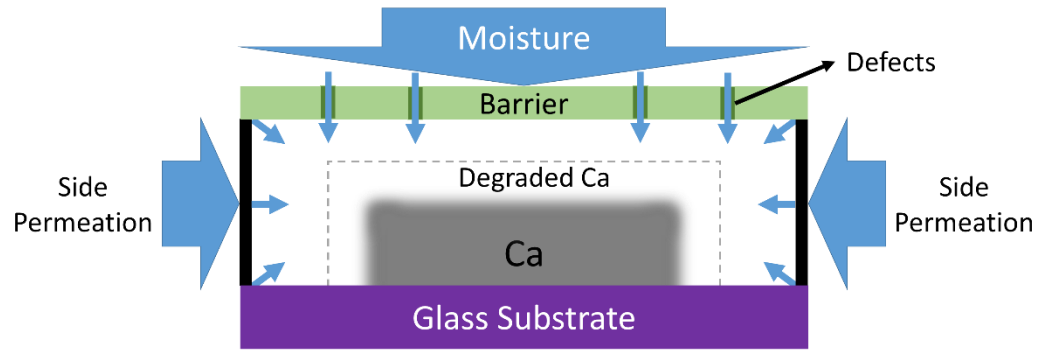 Moisture
Defects
Barrier
Side
Permeation
Degraded Ca
Side
Permeation
Ca
Glass Substrate